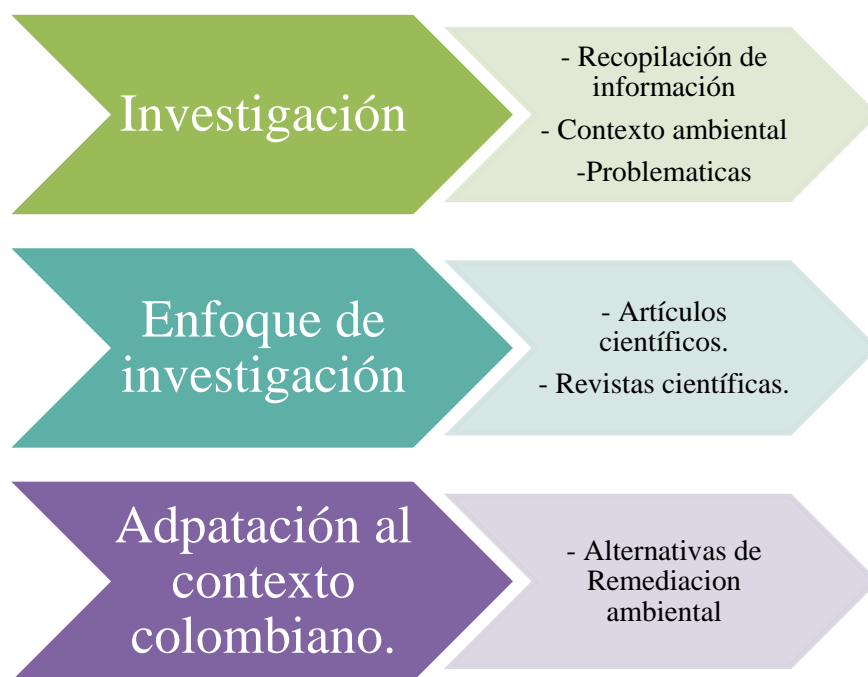 Investigación
- Recopilación de
información
- Contexto ambiental
-Problematicas
Enfoque de
investigación
- Artículos
científicos.
- Revistas científicas.
Adpatación al
contexto
colombiano.
- Alternativas de
Remediacion
ambiental